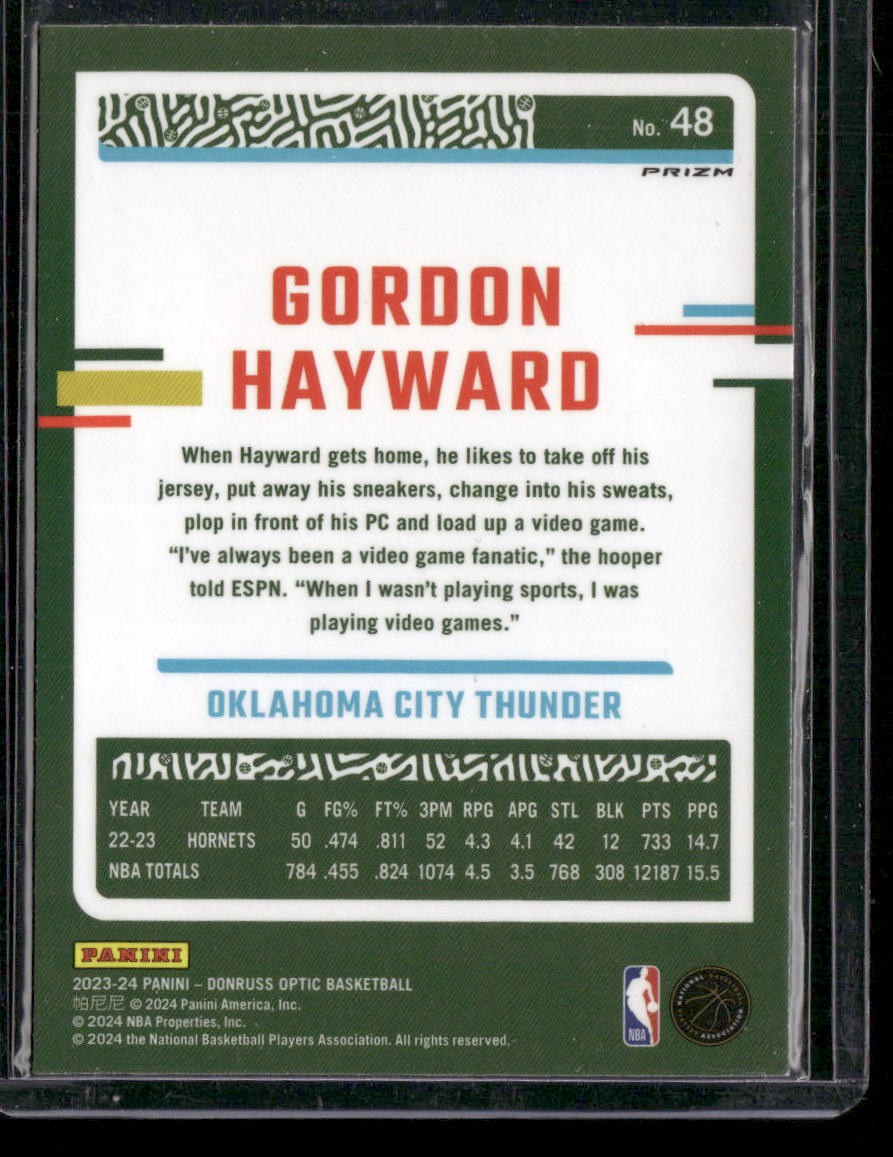 No. 48
PRIZM
GORDON
HAYWARD
When Hayward gets home, he likes to take off his
jersey, put away his sneakers, change into his sweats,
plop in front of his PC and load up a video game.
“I’ve always been a video game fanatic,” the hooper
told ESPN. “When I wasn’t playing sports, I was
playing video games.”
OKLAHOMA CITY THUNDER
YEAR TEAM G FG% FT% 3PM RPG APG STL BLK PTS PPG
22-23 HORNETS 50 .474 .811 52 4.3 4.1 42 12 733 14.7
NBA TOTALS 784 .455 .824 1074 4.5 3.5 768 308 12187 15.5
PANINI
2023-24 PANINI – DONRUSS OPTIC BASKETBALL
帕尼尼 © 2024 Panini America, Inc.
© 2024 NBA Properties, Inc.
© 2024 the National Basketball Players Association. All rights reserved.
NBA
NATIONAL BASKETBALL PLAYERS ASSOCIATION